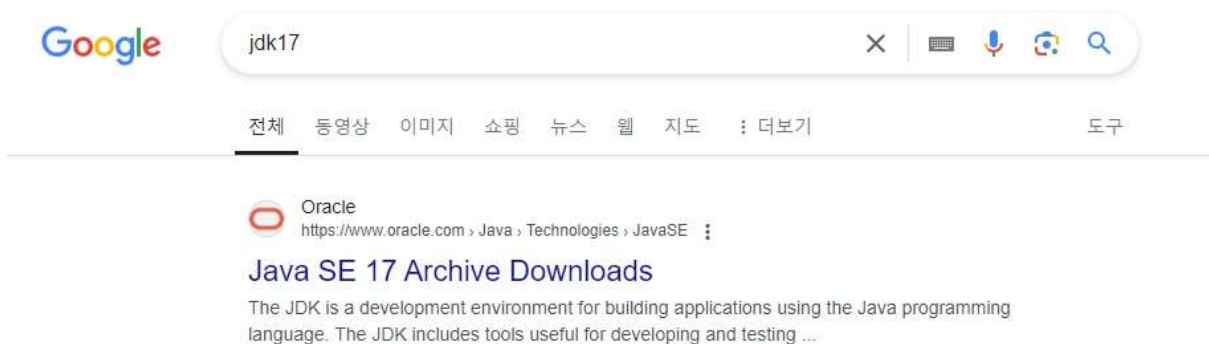 Google
jdk17
전체 동영상 이미지 쇼핑 뉴스 웹 지도 더보기 도구
Oracle
https://www.oracle.com › Java › Technologies › JavaSE
Java SE 17 Archive Downloads
The JDK is a development environment for building applications using the Java programming
language. The JDK includes tools useful for developing and testing ...